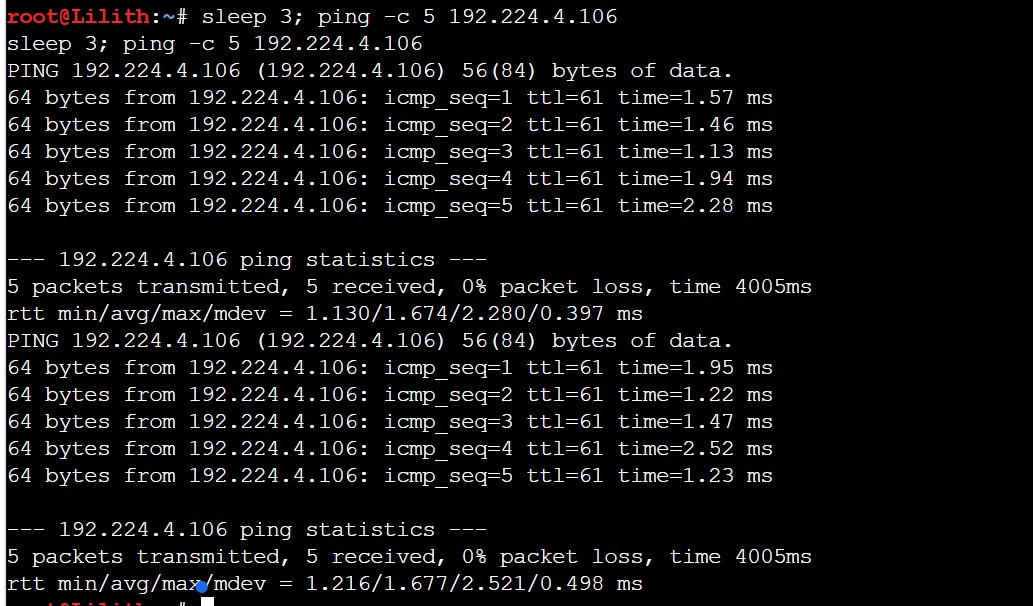 root@Lilith:~# sleep 3; ping -c 5 192.224.4.106
sleep 3; ping -c 5 192.224.4.106
PING 192.224.4.106 (192.224.4.106) 56(84) bytes of data.
64 bytes from 192.224.4.106: icmp_seq=1 ttl=61 time=1.57 ms
64 bytes from 192.224.4.106: icmp_seq=2 ttl=61 time=1.46 ms
64 bytes from 192.224.4.106: icmp_seq=3 ttl=61 time=1.13 ms
64 bytes from 192.224.4.106: icmp_seq=4 ttl=61 time=1.94 ms
64 bytes from 192.224.4.106: icmp_seq=5 ttl=61 time=2.28 ms
--- 192.224.4.106 ping statistics ---
5 packets transmitted, 5 received, 0% packet loss, time 4005ms
rtt min/avg/max/mdev = 1.130/1.674/2.280/0.397 ms
PING 192.224.4.106 (192.224.4.106) 56(84) bytes of data.
64 bytes from 192.224.4.106: icmp_seq=1 ttl=61 time=1.95 ms
64 bytes from 192.224.4.106: icmp_seq=2 ttl=61 time=1.22 ms
64 bytes from 192.224.4.106: icmp_seq=3 ttl=61 time=1.47 ms
64 bytes from 192.224.4.106: icmp_seq=4 ttl=61 time=2.52 ms
64 bytes from 192.224.4.106: icmp_seq=5 ttl=61 time=1.23 ms
--- 192.224.4.106 ping statistics ---
5 packets transmitted, 5 received, 0% packet loss, time 4005ms
rtt min/avg/max/mdev = 1.216/1.677/2.521/0.498 ms